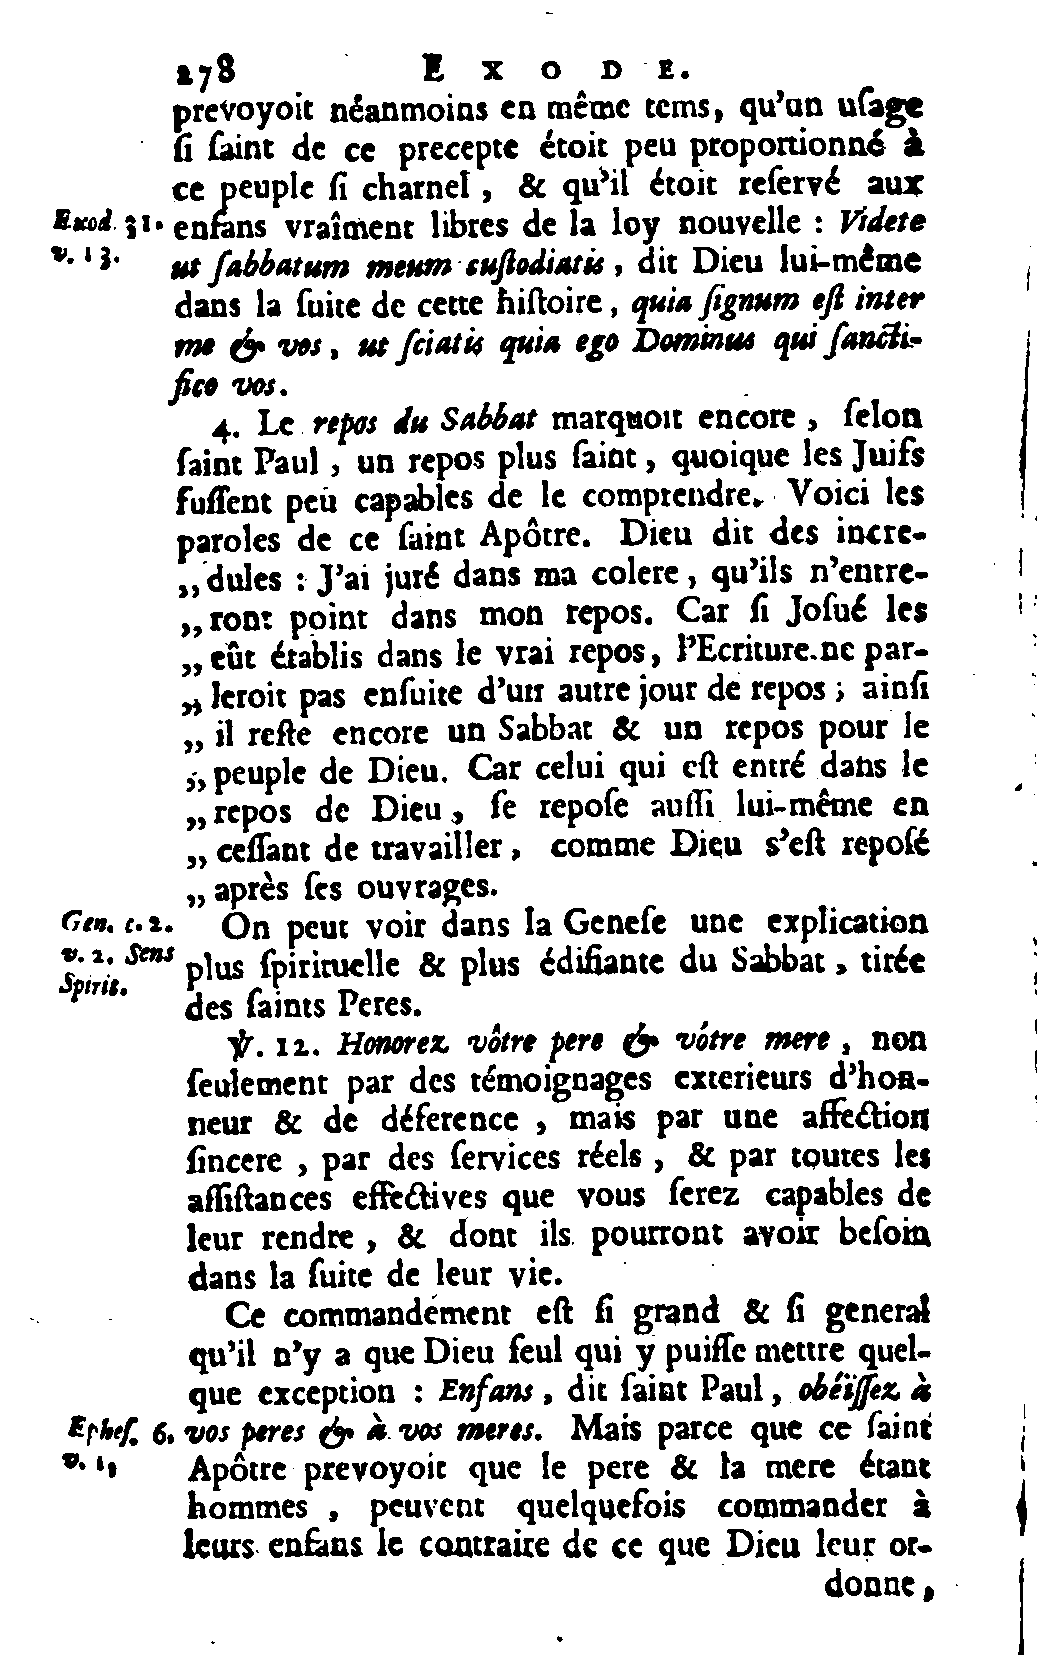 278 EXODE.
prevoyoit néanmoins en même tems, qu'un uſage
ſi ſaint de ce precepte étoit peu proportionné à
ce peuple ſi charnel, & qu'il étoit reſervé aux
Exod. 31. enfans vraîment libres de la loy nouvelle : Videte
v. 13. ut ſabbatum meum cuſtodiatis, dit Dieu lui-même
dans la ſuite de cette hiſtoire, quia ſignum eſt inter
me & vos, ut ſciatis quia ego Dominus qui ſancti-
fico vos.
4. Le repos du Sabbat marquoit encore, ſelon
ſaint Paul, un repos plus ſaint, quoique les Juifs
fuſſent peu capables de le comprendre. Voici les
paroles de ce ſaint Apôtre. Dieu dit des incre-
„dules : J'ai juré dans ma colere, qu'ils n'entre-
„ront point dans mon repos. Car ſi Joſué les
„eût établis dans le vrai repos, l'Ecriture ne par-
„leroit pas enſuite d'un autre jour de repos ; ainſi
„il reſte encore un Sabbat & un repos pour le
„peuple de Dieu. Car celui qui eſt entré dans le
„repos de Dieu, ſe repoſe auſſi lui-même en
„ceſſant de travailler, comme Dieu s'eſt repoſé
„après ſes ouvrages.
Gen. c. 2. On peut voir dans la Geneſe une explication
v. 2. Sens plus ſpirituelle & plus édifiante du Sabbat, tirée
Spirit. des ſaints Peres.
℣. 12. Honorez vôtre pere & vótre mere, non
ſeulement par des témoignages exterieurs d'hon-
neur & de déference, mais par une affection
ſincere, par des ſervices réels, & par toutes les
aſſiſtances effectives que vous ſerez capables de
leur rendre, & dont ils pourront avoir beſoin
dans la ſuite de leur vie.
Ce commandement eſt ſi grand & ſi general
qu'il n'y a que Dieu ſeul qui y puiſſe mettre quel-
que exception : Enfans, dit ſaint Paul, obéïſſez à
Epheſ. 6. vos peres & à vos meres. Mais parce que ce ſaint
v. 1, Apôtre prevoyoit que le pere & la mere étant
hommes, peuvent quelquefois commander à
leurs enfans le contraire de ce que Dieu leur or-
donne,